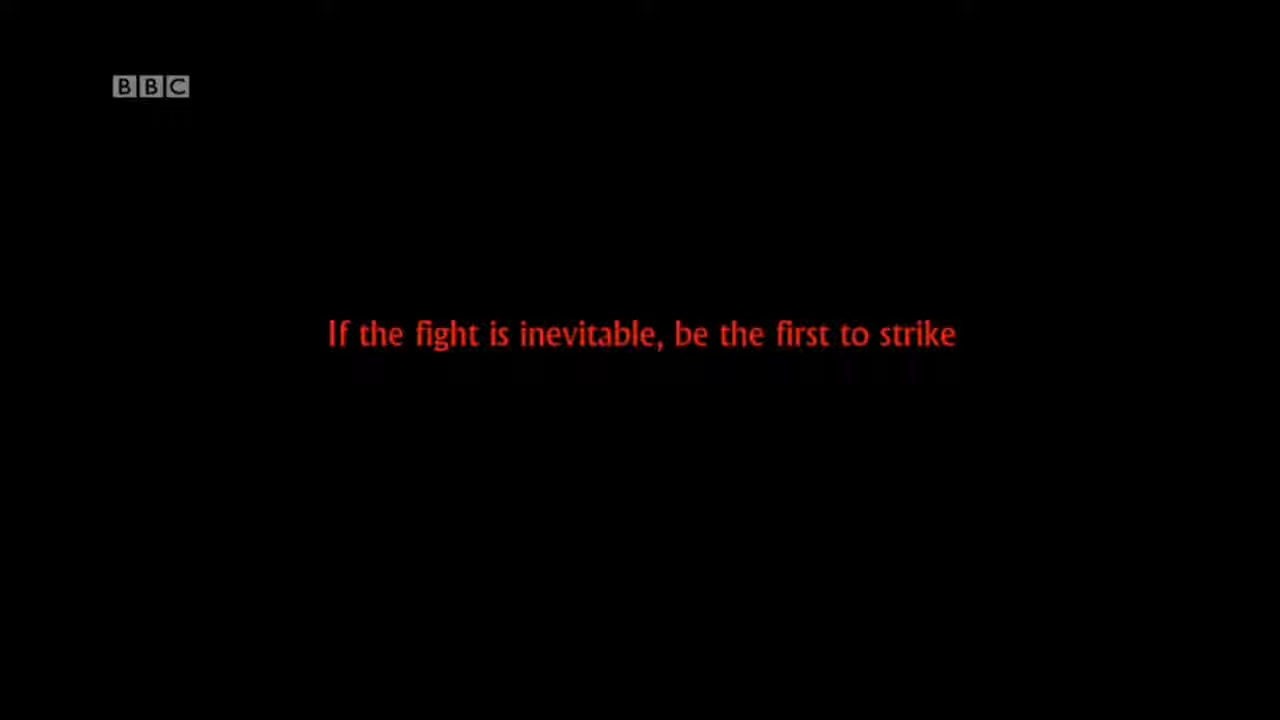 BBC
If the fight is inevitable, be the first to strike